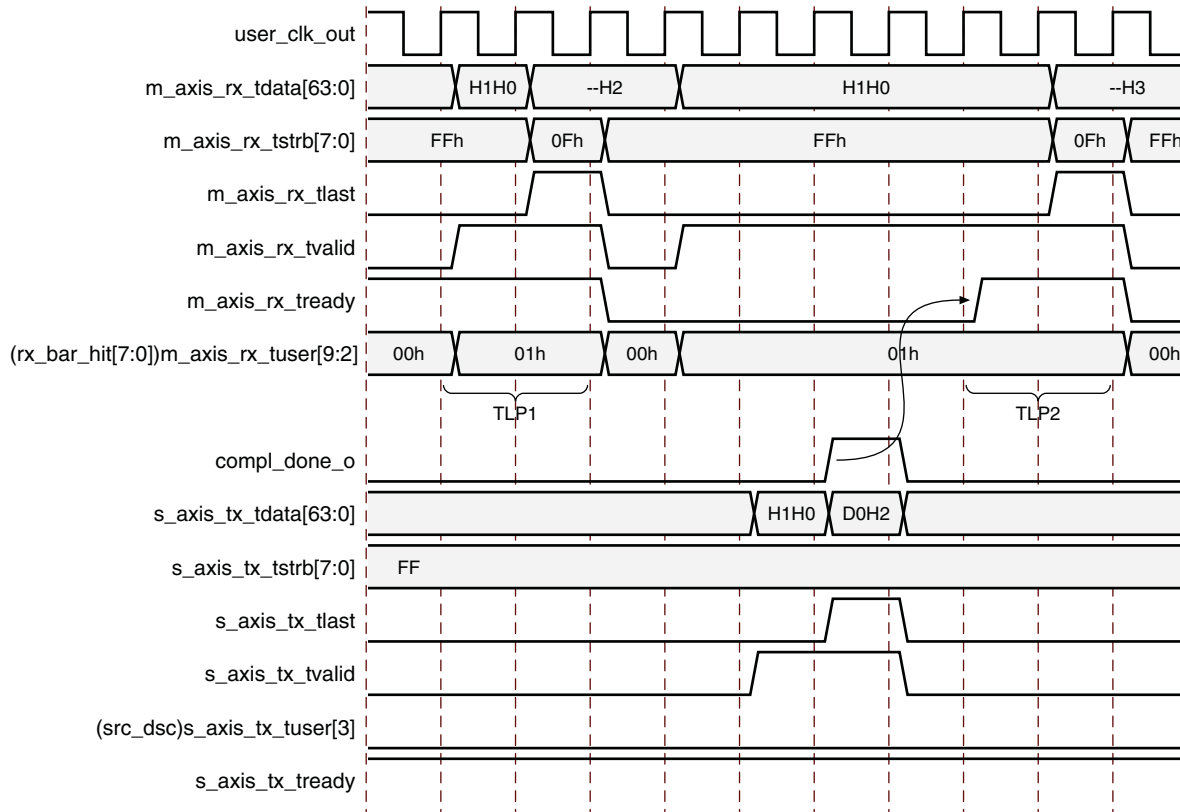 user_clk_out
m_axis_rx_tdata[63:0] H1H0 --H2 H1H0 --H3
m_axis_rx_tstrb[7:0] FFh 0Fh FFh 0Fh FFh
m_axis_rx_tlast
m_axis_rx_tvalid
m_axis_rx_tready
(rx_bar_hit[7:0])m_axis_rx_tuser[9:2] 00h 01h 00h 01h 00h
TLP1 TLP2
compl_done_o
s_axis_tx_tdata[63:0] H1H0 D0H2
s_axis_tx_tstrb[7:0] FF
s_axis_tx_tlast
s_axis_tx_tvalid
(src_dsc)s_axis_tx_tuser[3]
s_axis_tx_tready